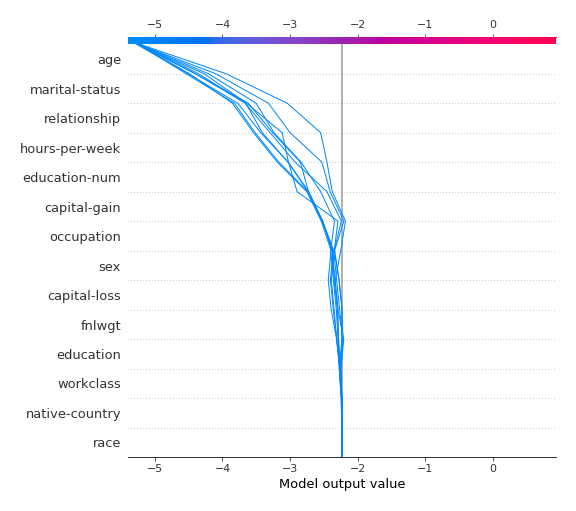 −5 −4 −3 −2 −1 0
age
marital-status
relationship
hours-per-week
education-num
capital-gain
occupation
sex
capital-loss
fnlwgt
education
workclass
native-country
race
−5 −4 −3 −2 −1 0
Model output value